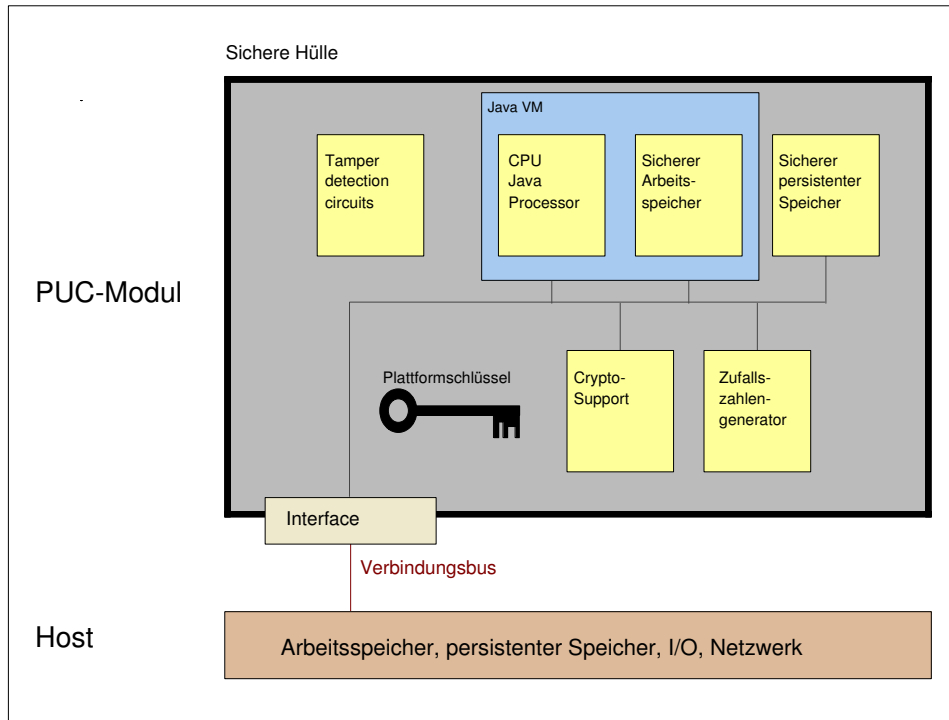 Sichere Hülle
Java VM
Tamper
detection
circuits
CPU
Java
Processor
Sicherer
Arbeits-
speicher
Sicherer
persistenter
Speicher
PUC-Modul
Plattformschlüssel
Crypto-
Support
Zufalls-
zahlen-
generator
Interface
Verbindungsbus
Host
Arbeitsspeicher, persistenter Speicher, I/O, Netzwerk